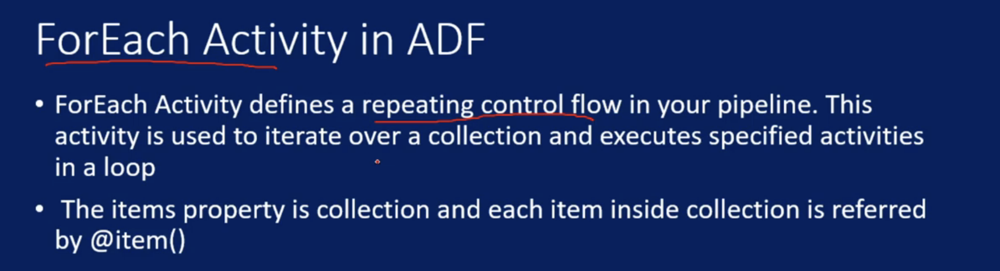 ForEach Activity in ADF
• ForEach Activity defines a repeating control flow in your pipeline. This
activity is used to iterate over a collection and executes specified activities
in a loop
• The items property is collection and each item inside collection is referred
by @item()